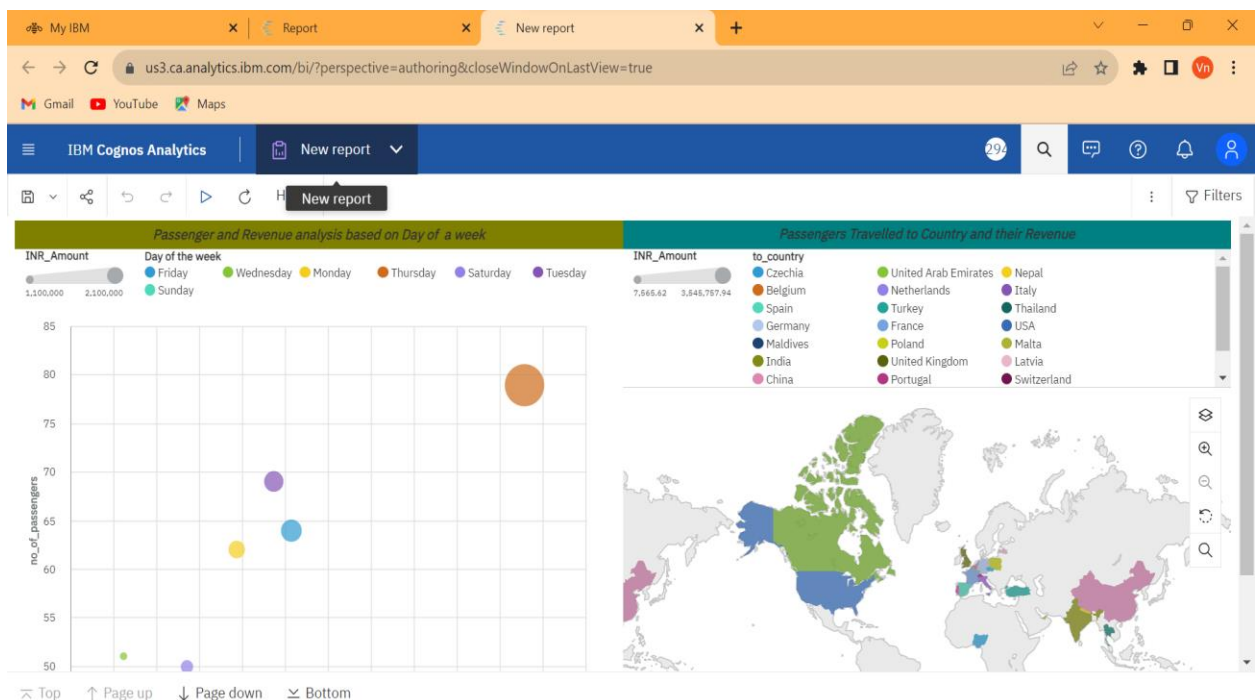 My IBM
Report
New report
us3.ca.analytics.ibm.com/bi/?perspective=authoring&closeWindowOnLastView=true
Vn
Gmail YouTube Maps
IBM Cognos Analytics
New report
294
New report
Filters
Passenger and Revenue analysis based on Day of a week
INR_Amount
1,100,000 2,100,000
Day of the week
Friday Wednesday Monday Thursday Saturday Tuesday
Sunday
no_of_passengers
85
80
75
70
65
60
55
50
Passengers Travelled to Country and their Revenue
INR_Amount
7,565.62 3,545,757.94
to_country
Czechia United Arab Emirates Nepal
Belgium Netherlands Italy
Spain Turkey Thailand
Germany France USA
Maldives Poland Malta
India United Kingdom Latvia
China Portugal Switzerland
Top Page up Page down Bottom